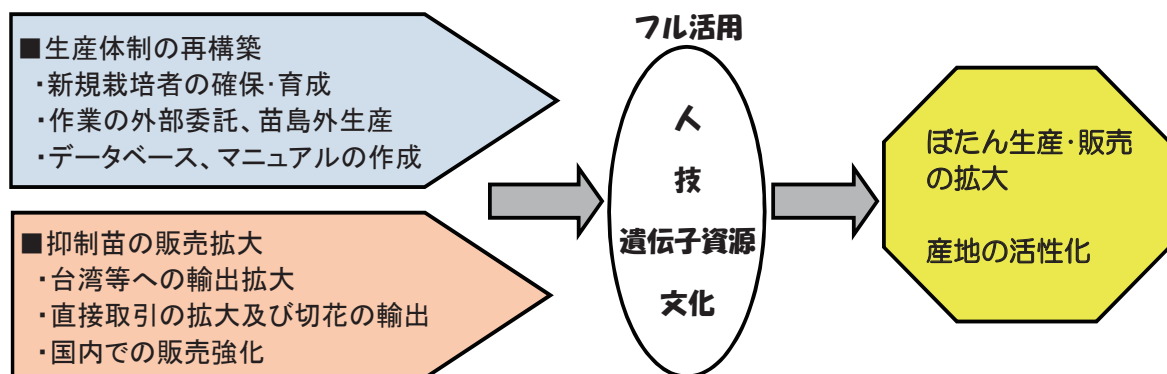 ■生産体制の再構築
・新規栽培者の確保・育成
・作業の外部委託、苗島外生産
・データベース、マニュアルの作成
■抑制苗の販売拡大
・台湾等への輸出拡大
・直接取引の拡大及び切花の輸出
・国内での販売強化
フル活用
人
技
遺伝子資源
文化
ぼたん生産・販売
の拡大
産地の活性化